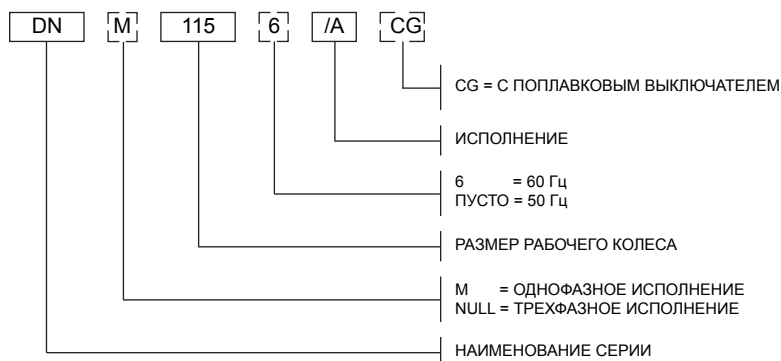 DN M 115 6 /A CG
CG = С ПОПЛАВКОВЫМ ВЫКЛЮЧАТЕЛЕМ
ИСПОЛНЕНИЕ
6 = 60 Гц
ПУСТО = 50 Гц
РАЗМЕР РАБОЧЕГО КОЛЕСА
M = ОДНОФАЗНОЕ ИСПОЛНЕНИЕ
NULL = ТРЕХФАЗНОЕ ИСПОЛНЕНИЕ
НАИМЕНОВАНИЕ СЕРИИ